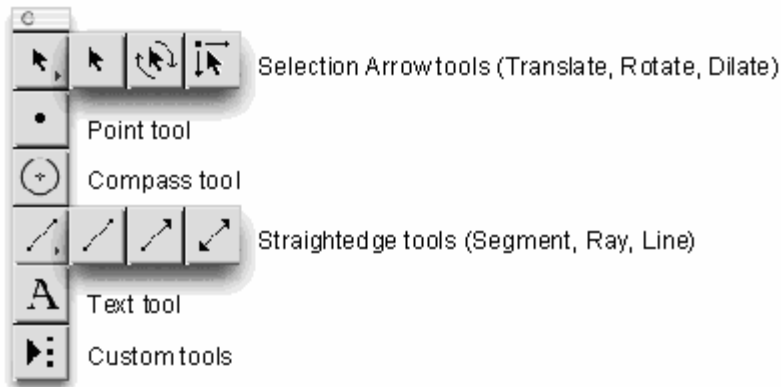 Selection Arrow tools (Translate, Rotate, Dilate)
Point tool
Compass tool
Straightedge tools (Segment, Ray, Line)
A
Text tool
Custom tools